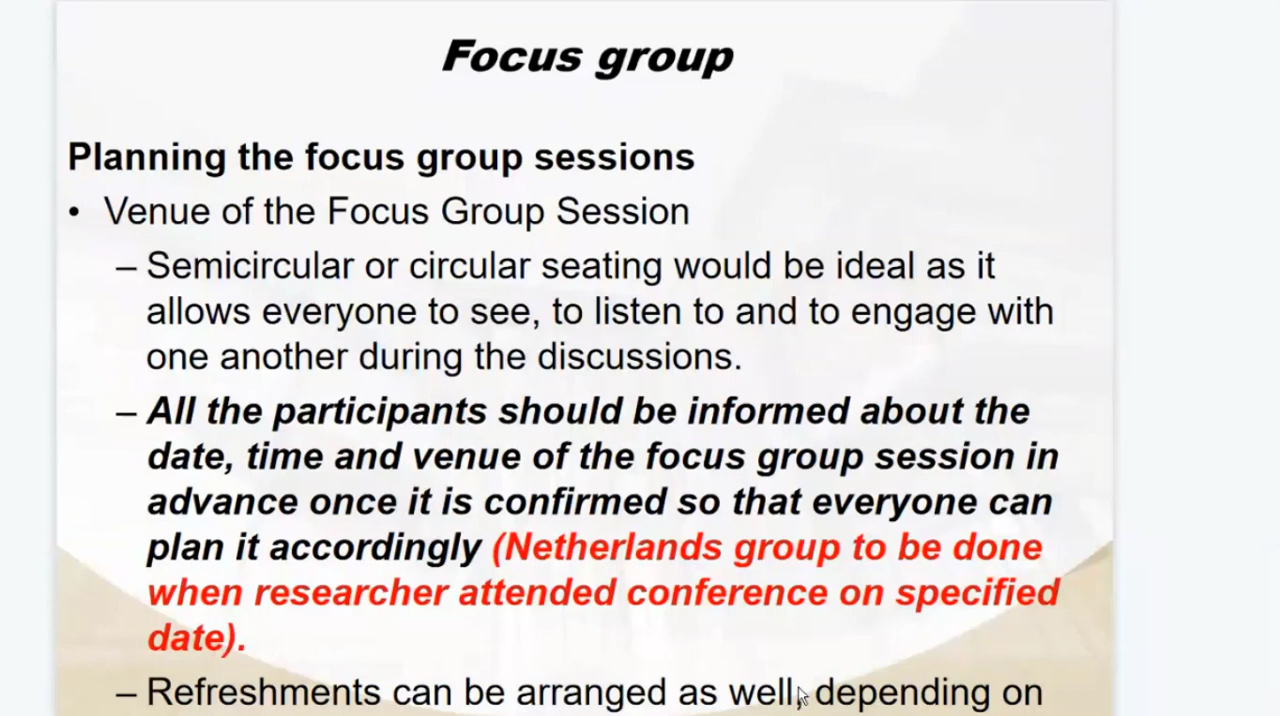 Focus group
Planning the focus group sessions
• Venue of the Focus Group Session
– Semicircular or circular seating would be ideal as it
allows everyone to see, to listen to and to engage with
one another during the discussions.
– All the participants should be informed about the
date, time and venue of the focus group session in
advance once it is confirmed so that everyone can
plan it accordingly (Netherlands group to be done
when researcher attended conference on specified
date).
– Refreshments can be arranged as well, depending on